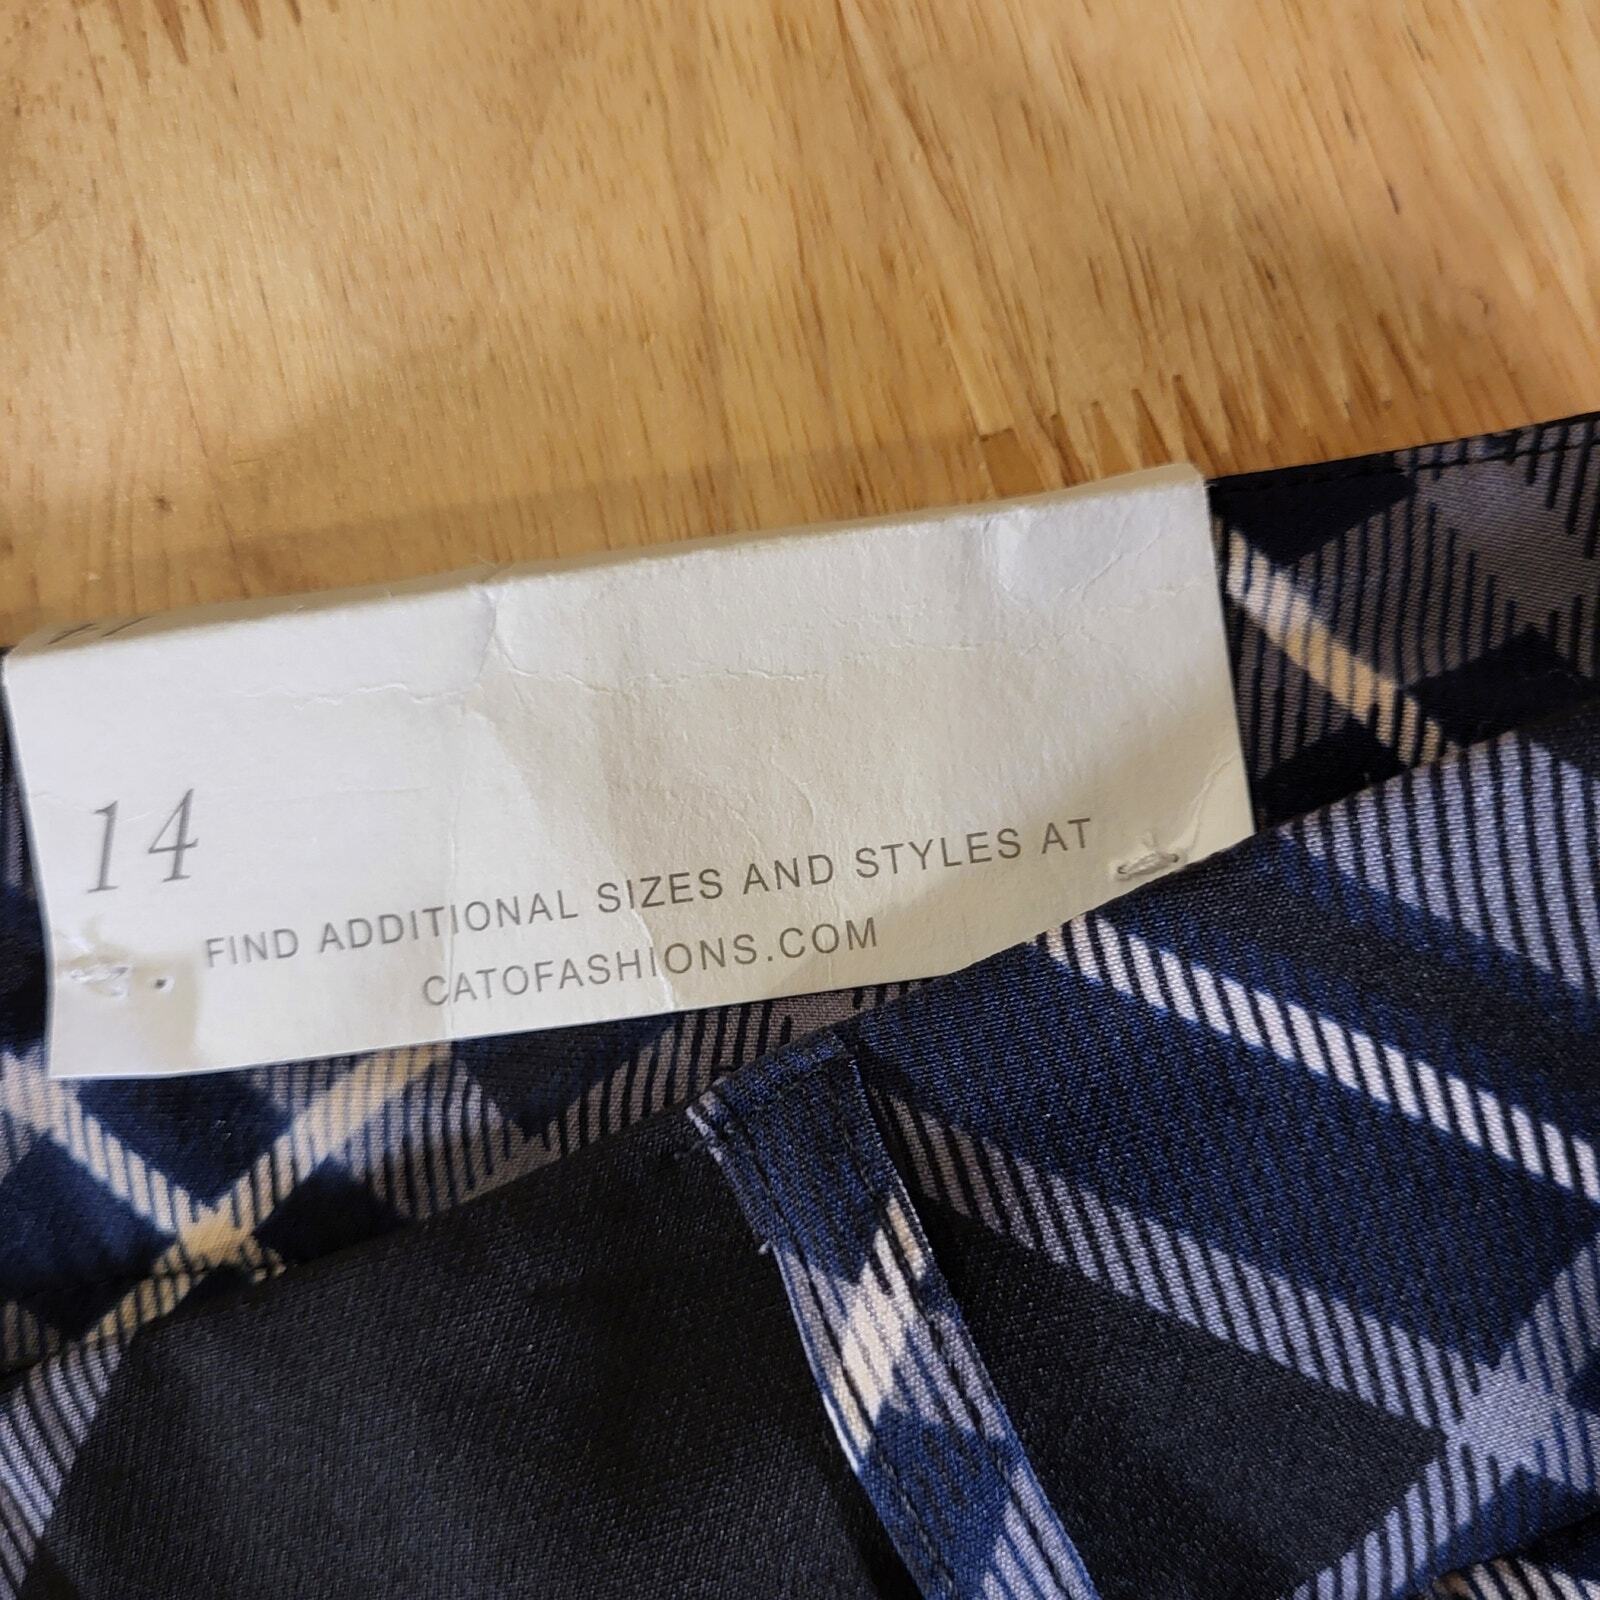 14
FIND ADDITIONAL SIZES AND STYLES AT
CATOFASHIONS.COM